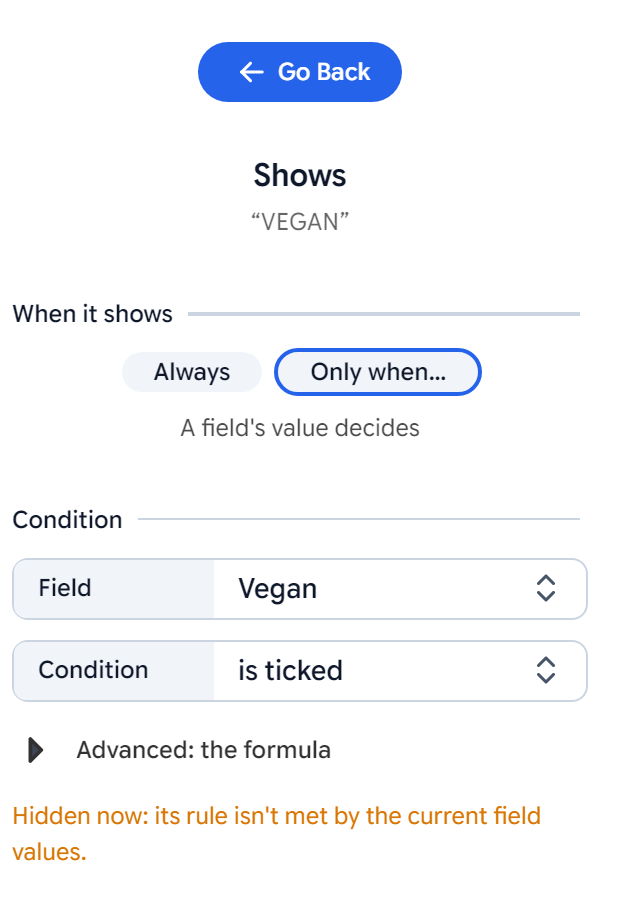 Go Back
Shows
“VEGAN”
When it shows
Always
Only when...
A field's value decides
Condition
Field
Vegan
Condition
is ticked
Advanced: the formula
Hidden now: its rule isn't met by the current field
values.